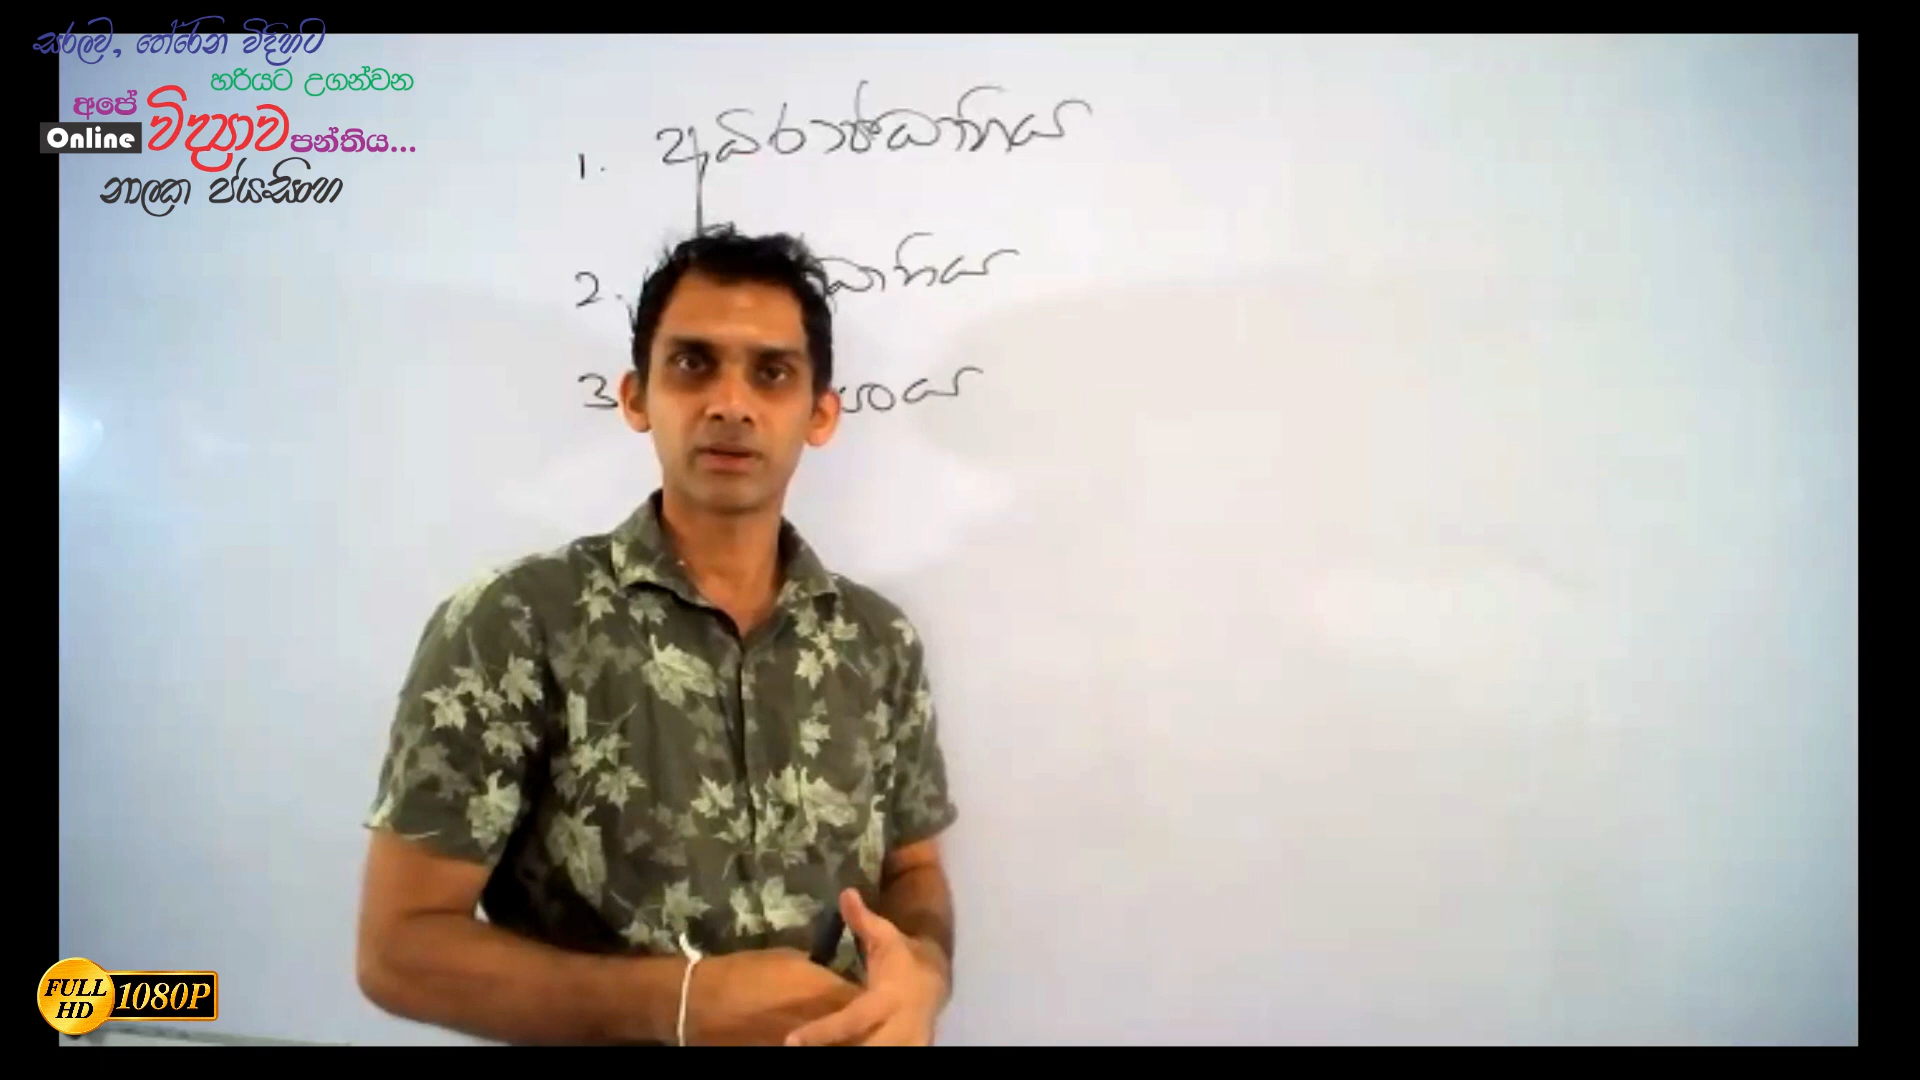 සරලව, තේරෙන විදිහට
හරියට උගන්වන
අපේ
Online විද්‍යාව පන්තිය...
නාලක ජයසිංහ
1. අධිරාජධානිය
2. ධානිය
3
FULL HD 1080P